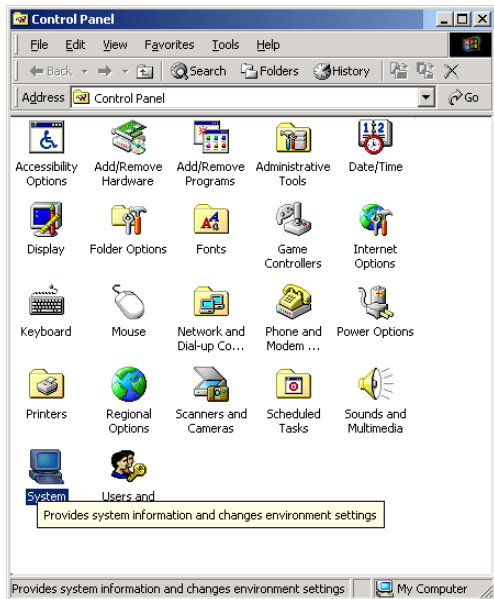 Control Panel
File Edit View Favorites Tools Help
Back Search Folders History
Address Control Panel Go
Accessibility Options
Add/Remove Hardware
Add/Remove Programs
Administrative Tools
Date/Time
Display
Folder Options
Fonts
Game Controllers
Internet Options
Keyboard
Mouse
Network and Dial-up Co...
Phone and Modem ...
Power Options
Printers
Regional Options
Scanners and Cameras
Scheduled Tasks
Sounds and Multimedia
System
Users and
Provides system information and changes environment settings
Provides system information and changes environment settings My Computer